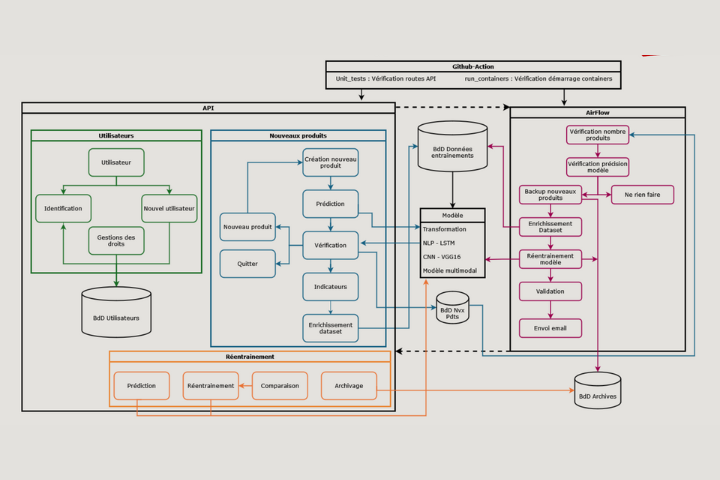 Github-Action
Unit_tests : Vérification routes API
run_containers : Vérification démarrage containers
API
Utilisateurs
Utilisateur
Identification
Nouvel utilisateur
Gestions des
droits
BdD Utilisateurs
Nouveaux produits
Création nouveau
produit
Prédiction
Nouveau produit
Vérification
Quitter
Indicateurs
Enrichissement
dataset
BdD Données
entrainements
Modèle
Transformation
NLP - LSTM
CNN - VGG16
Modèle multimodal
BdD Nvx
Pdts
AirFlow
Vérification nombre
produits
Vérification précision
modèle
Backup nouveaux
produits
Ne rien faire
Enrichissement
Dataset
Réentrainement
modèle
Validation
Envoi email
BdD Archives
Réentrainement
Prédiction
Réentrainement
Comparaison
Archivage